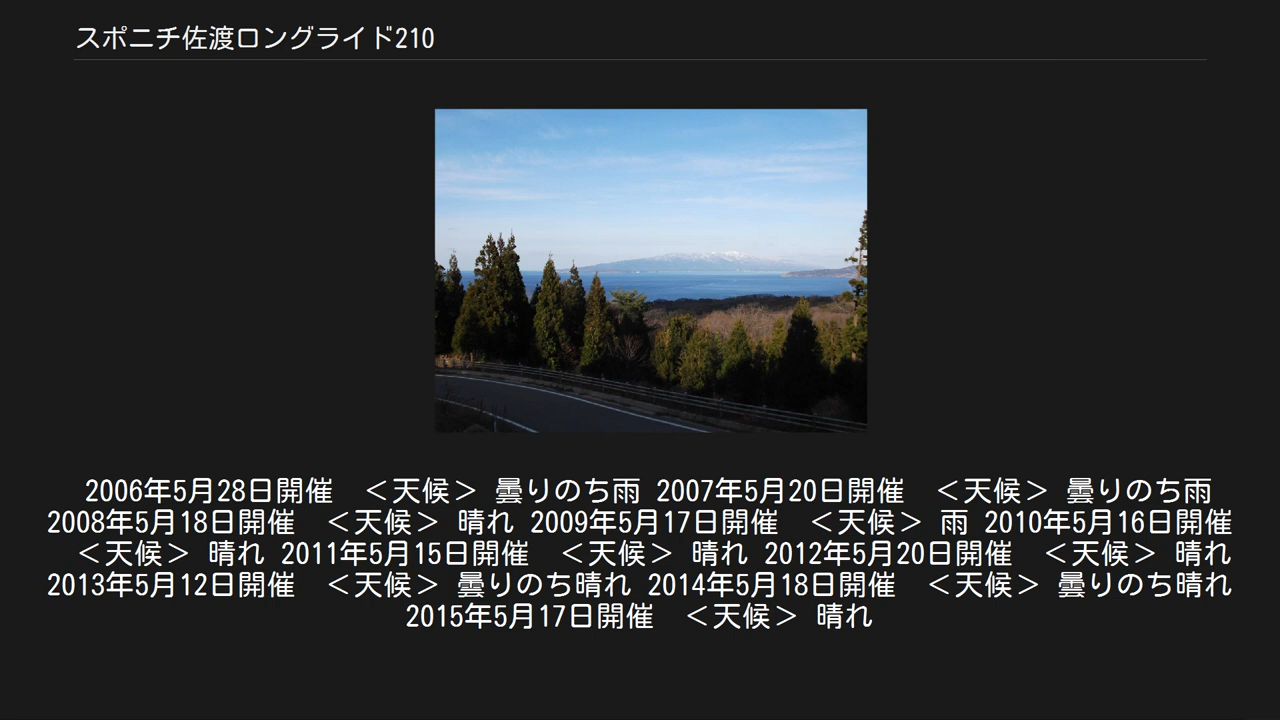 スポニチ佐渡ロングライド210
2006年5月28日開催　＜天候＞ 曇りのち雨 2007年5月20日開催　＜天候＞ 曇りのち雨
2008年5月18日開催　＜天候＞ 晴れ 2009年5月17日開催　＜天候＞ 雨 2010年5月16日開催
＜天候＞ 晴れ 2011年5月15日開催　＜天候＞ 晴れ 2012年5月20日開催　＜天候＞ 晴れ
2013年5月12日開催　＜天候＞ 曇りのち晴れ 2014年5月18日開催　＜天候＞ 曇りのち晴れ
2015年5月17日開催　＜天候＞ 晴れ